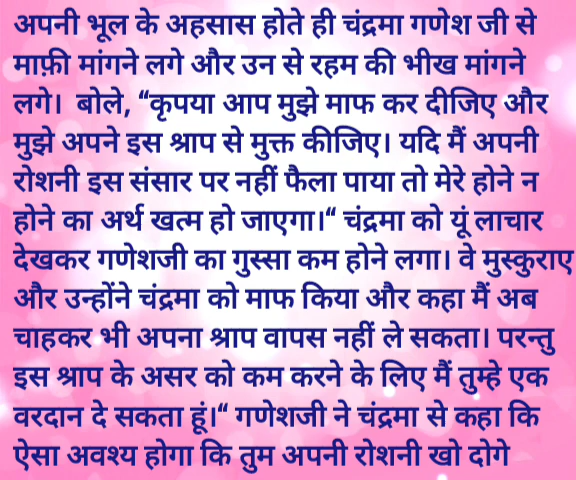 अपनी भूल के अहसास होते ही चंद्रमा गणेश जी से
माफ़ी मांगने लगे और उन से रहम की भीख मांगने
लगे। बोले, “कृपया आप मुझे माफ कर दीजिए और
मुझे अपने इस श्राप से मुक्त कीजिए। यदि मैं अपनी
रोशनी इस संसार पर नहीं फैला पाया तो मेरे होने न
होने का अर्थ खत्म हो जाएगा।“ चंद्रमा को यूं लाचार
देखकर गणेशजी का गुस्सा कम होने लगा। वे मुस्कुराए
और उन्होंने चंद्रमा को माफ किया और कहा मैं अब
चाहकर भी अपना श्राप वापस नहीं ले सकता। परन्तु
इस श्राप के असर को कम करने के लिए मैं तुम्हे एक
वरदान दे सकता हूं।“ गणेशजी ने चंद्रमा से कहा कि
ऐसा अवश्य होगा कि तुम अपनी रोशनी खो दोगे